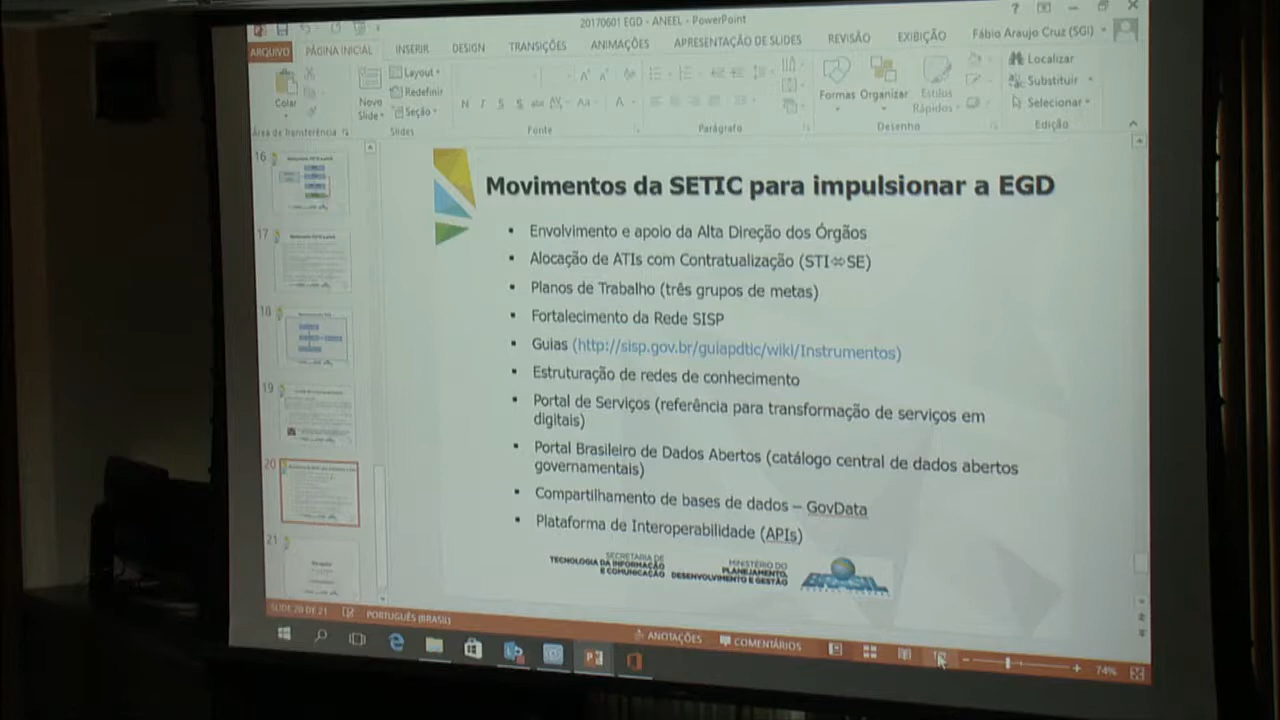 20170601 EGD - ANEEL - PowerPoint
ARQUIVO PÁGINA INICIAL INSERIR DESIGN TRANSIÇÕES ANIMAÇÕES APRESENTAÇÃO DE SLIDES REVISÃO EXIBIÇÃO Fábio Araujo Cruz (SGI)
Colar
Novo
Slide
Layout
Redefinir
Seção
Formas
Organizar
Estilos
Rápidos
Localizar
Substituir
Selecionar
Área de Transferência
Slides
Fonte
Parágrafo
Desenho
Edição
16
17
18
19
20
21
Movimentos da SETIC para impulsionar a EGD
▪ Envolvimento e apoio da Alta Direção dos Órgãos
▪ Alocação de ATIs com Contratualização (STI⇔SE)
▪ Planos de Trabalho (três grupos de metas)
▪ Fortalecimento da Rede SISP
▪ Guias (http://sisp.gov.br/guiapdtic/wiki/Instrumentos)
▪ Estruturação de redes de conhecimento
▪ Portal de Serviços (referência para transformação de serviços em
digitais)
▪ Portal Brasileiro de Dados Abertos (catálogo central de dados abertos
governamentais)
▪ Compartilhamento de bases de dados – GovData
▪ Plataforma de Interoperabilidade (APIs)
SECRETARIA DE
TECNOLOGIA DA INFORMAÇÃO
E COMUNICAÇÃO
MINISTÉRIO DO
PLANEJAMENTO,
DESENVOLVIMENTO E GESTÃO
BRASIL
SLIDE 20 DE 21 PORTUGUÊS (BRASIL) ANOTAÇÕES COMENTÁRIOS 74%